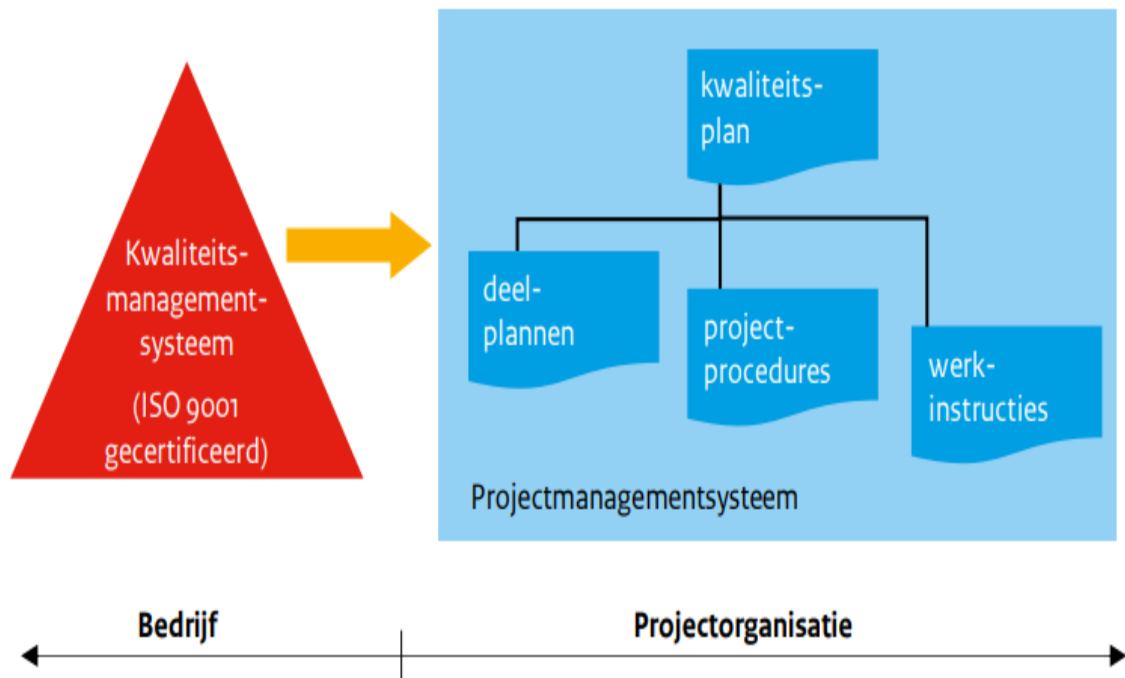 Kwaliteits-
management-
systeem
(ISO 9001
gecertificeerd)
kwaliteits-
plan
deel-
plannen
project-
procedures
werk-
instructies
Projectmanagementsysteem
Bedrijf
Projectorganisatie